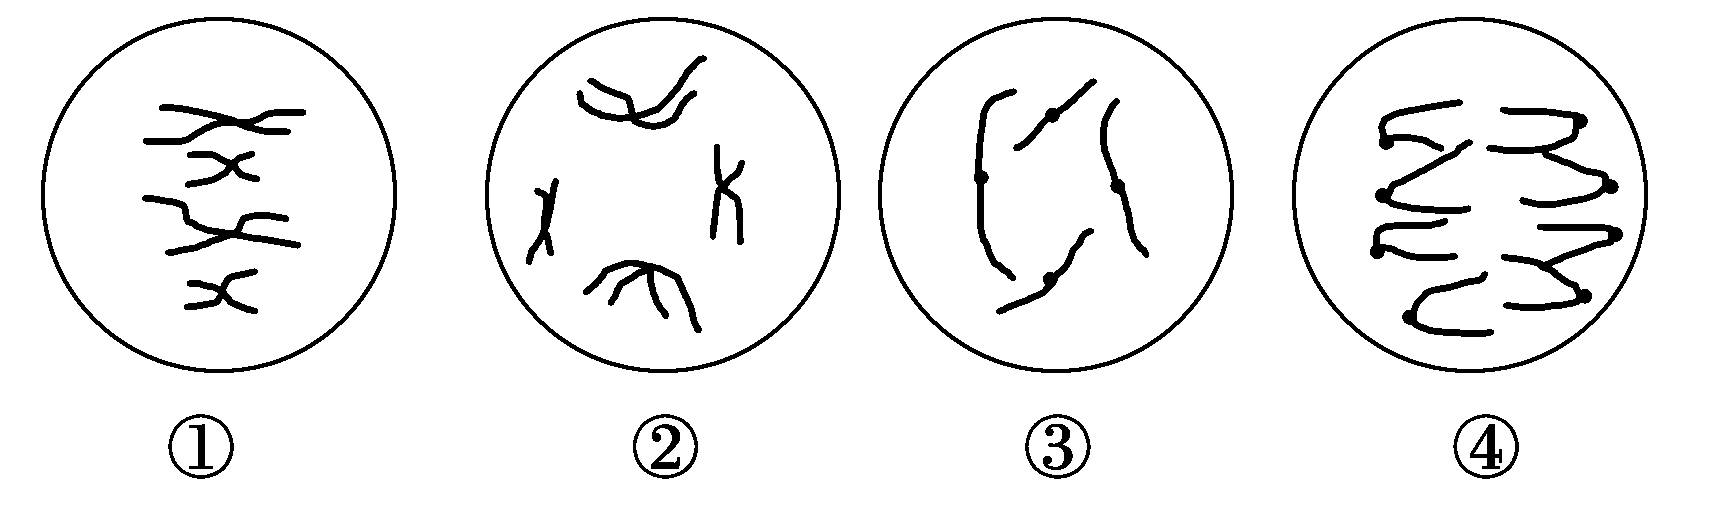 ① ② ③ ④